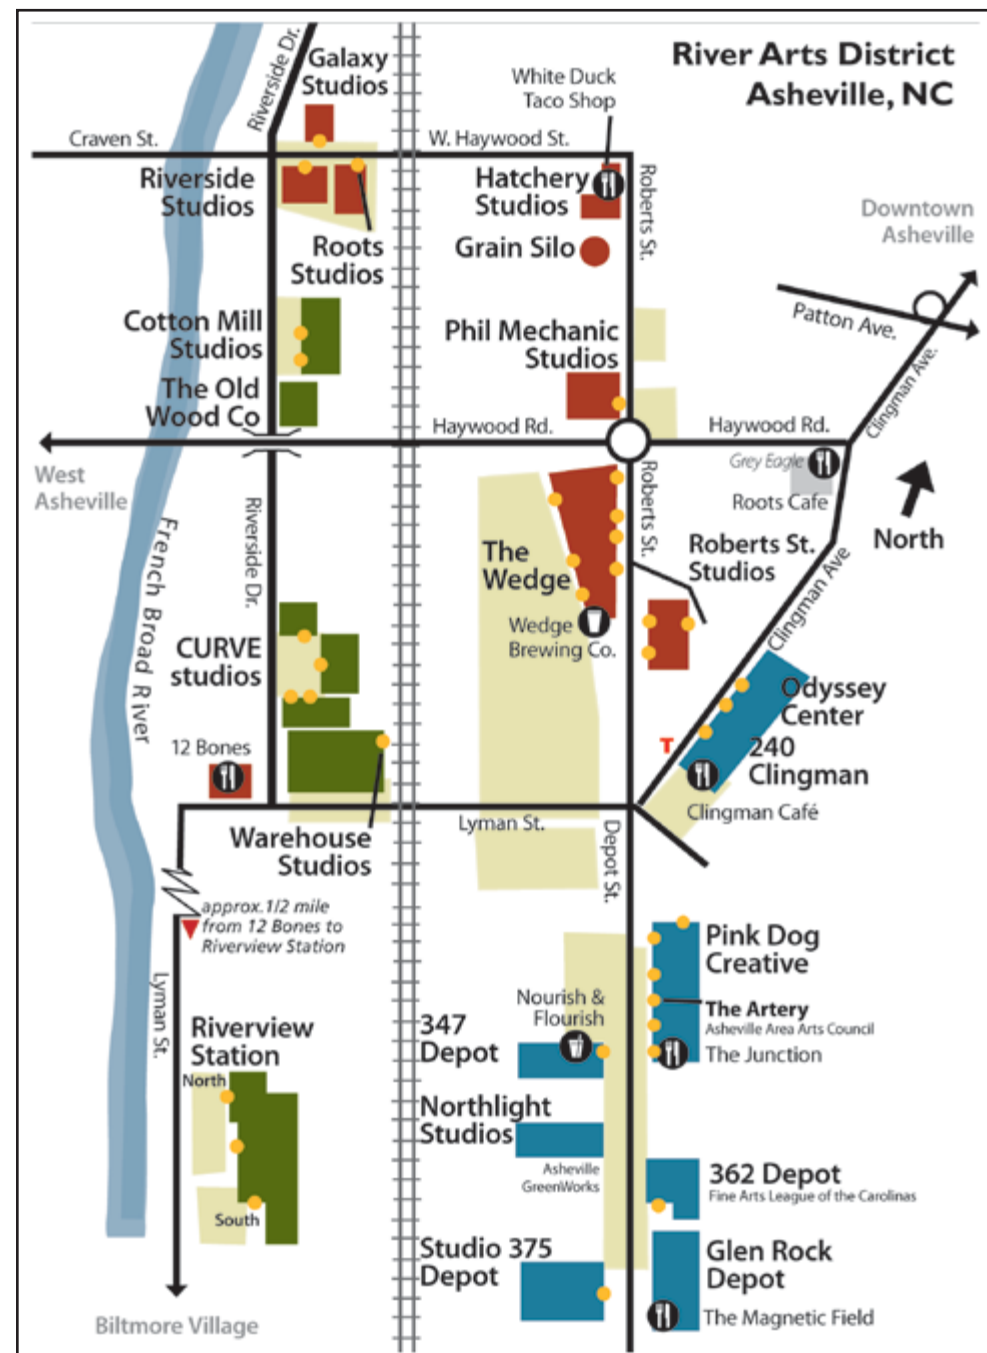 River Arts District
Asheville, NC
Riverside Dr.
Galaxy
Studios
White Duck
Taco Shop
Craven St.
W. Haywood St.
Riverside
Studios
Hatchery
Studios
Roberts St.
Downtown
Asheville
Roots
Studios
Grain Silo
Cotton Mill
Studios
Phil Mechanic
Studios
Patton Ave.
The Old
Wood Co
Clingman Ave.
Haywood Rd.
Haywood Rd.
West
Asheville
Grey Eagle
Roots Cafe
North
French Broad River
Riverside Dr.
Roberts St.
The
Wedge
Roberts St.
Studios
Clingman Ave
Wedge
Brewing Co.
CURVE
studios
Odyssey
Center
12 Bones
T
240
Clingman
Clingman Café
Lyman St.
Warehouse
Studios
Depot St.
approx.1/2 mile
from 12 Bones to
Riverview Station
Pink Dog
Creative
Lyman St.
Nourish &
Flourish
The Artery
Asheville Area Arts Council
Riverview
Station
347
Depot
The Junction
North
Northlight
Studios
Asheville
GreenWorks
362 Depot
Fine Arts League of the Carolinas
South
Studio 375
Depot
Glen Rock
Depot
The Magnetic Field
Biltmore Village